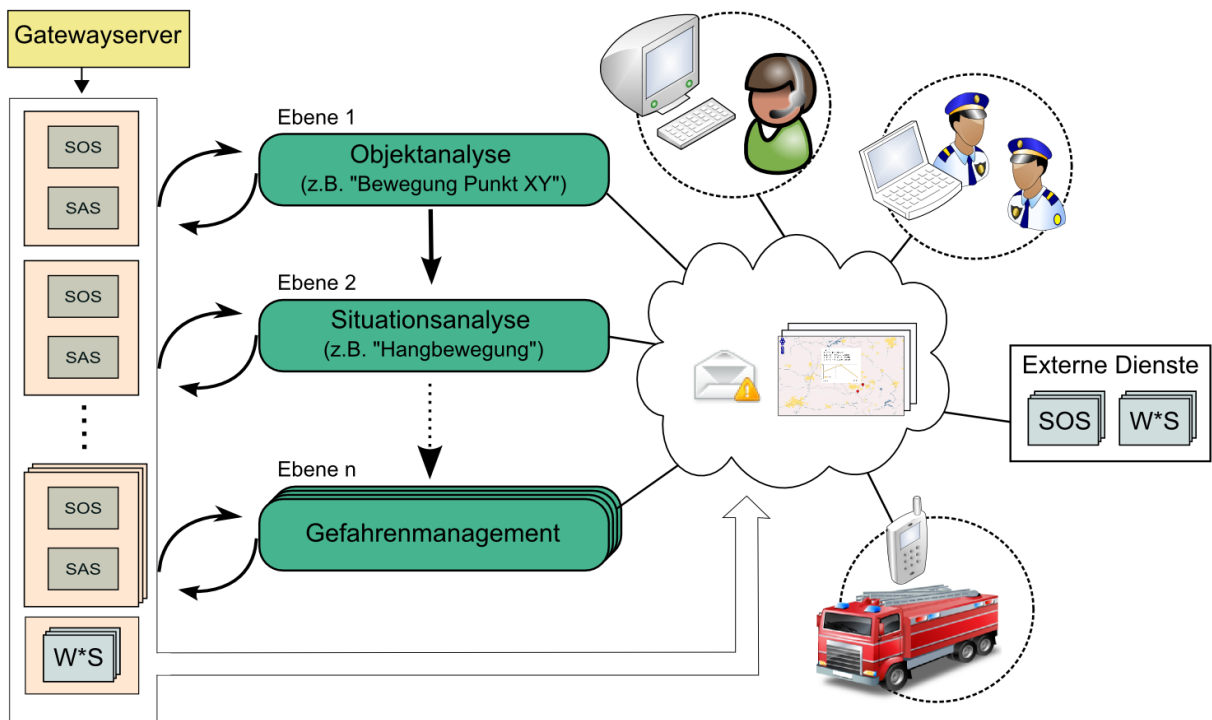 Gatewayserver
SOS
SAS
SOS
SAS
SOS
SAS
W*S
Ebene 1
Objektanalyse
(z.B. "Bewegung Punkt XY")
Ebene 2
Situationsanalyse
(z.B. "Hangbewegung")
Ebene n
Gefahrenmanagement
Externe Dienste
SOS
W*S